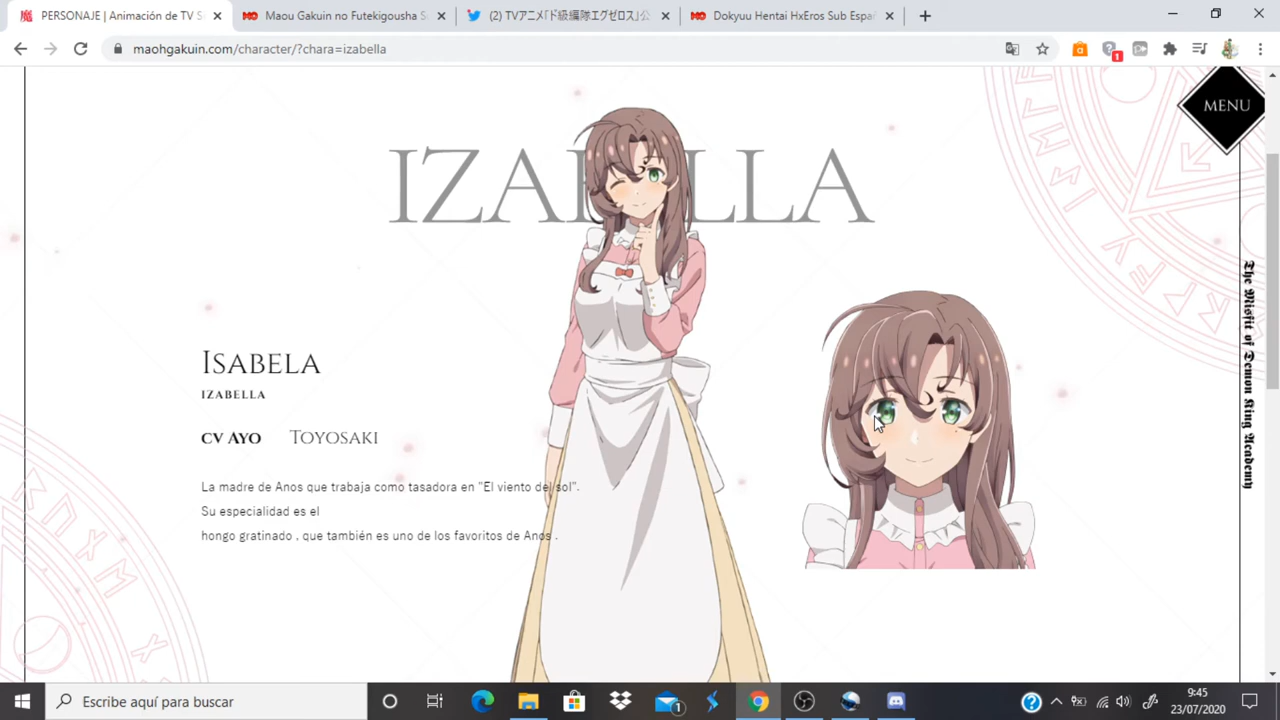 PERSONAJE | Animación de TV S
Maou Gakuin no Futekigousha S
(2) TVアニメ「ド級編隊エグゼロス」公
Dokyuu Hentai HxEros Sub Espa
maohgakuin.com/character/?chara=izabella
1
MENU
IZABELLA
The Misfit of Demon King Academy
Isabela
IZABELLA
CV AYO Toyosaki
La madre de Anos que trabaja como tasadora en "El viento del sol".
Su especialidad es el
hongo gratinado , que también es uno de los favoritos de Anos .
Escribe aquí para buscar
1
9:45
23/07/2020